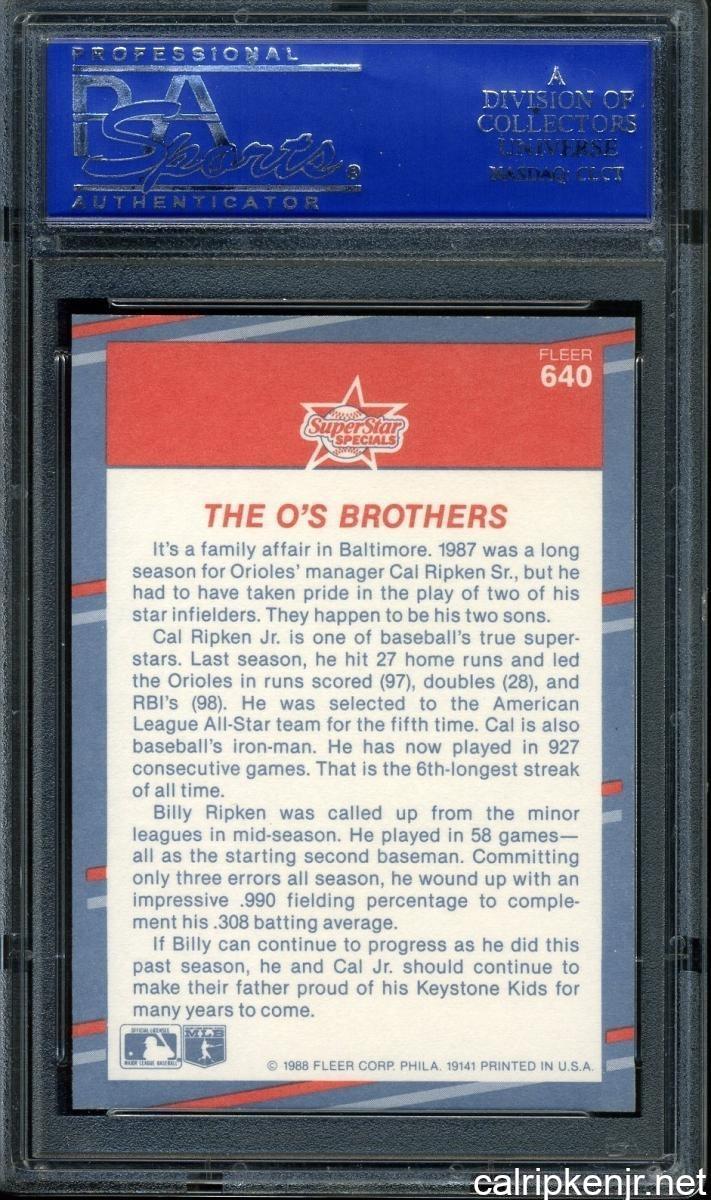 PROFESSIONAL
PSA
Sports®
AUTHENTICATOR
A
DIVISION OF
COLLECTORS
UNIVERSE
NASDAQ: CLCT
FLEER
640
SuperStar
SPECIALS
THE O'S BROTHERS
It's a family affair in Baltimore. 1987 was a long
season for Orioles' manager Cal Ripken Sr., but he
had to have taken pride in the play of two of his
star infielders. They happen to be his two sons.
Cal Ripken Jr. is one of baseball's true super-
stars. Last season, he hit 27 home runs and led
the Orioles in runs scored (97), doubles (28), and
RBI's (98). He was selected to the American
League All-Star team for the fifth time. Cal is also
baseball's iron-man. He has now played in 927
consecutive games. That is the 6th-longest streak
of all time.
Billy Ripken was called up from the minor
leagues in mid-season. He played in 58 games—
all as the starting second baseman. Committing
only three errors all season, he wound up with an
impressive .990 fielding percentage to comple-
ment his .308 batting average.
If Billy can continue to progress as he did this
past season, he and Cal Jr. should continue to
make their father proud of his Keystone Kids for
many years to come.
OFFICIAL LICENSEE
MAJOR LEAGUE BASEBALL
MLB
© 1988 FLEER CORP. PHILA. 19141 PRINTED IN U.S.A.
calripkenjr.net